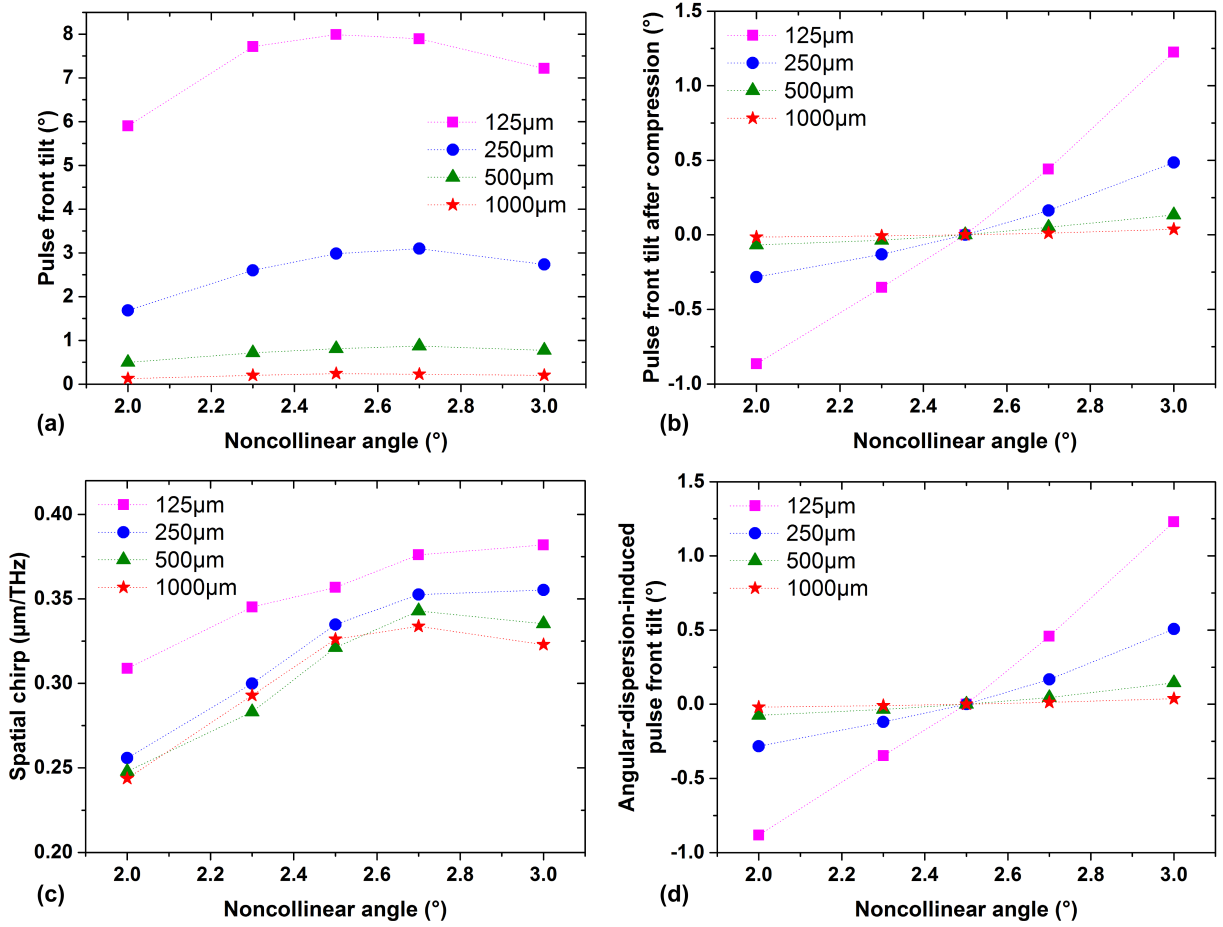 8
7
6
5
4
3
2
1
0
Pulse front tilt (°)
125µm
250µm
500µm
1000µm
2.0 2.2 2.4 2.6 2.8 3.0
(a)
Noncollinear angle (°)
1.5
1.0
0.5
0.0
-0.5
-1.0
Pulse front tilt after compression (°)
125µm
250µm
500µm
1000µm
2.0 2.2 2.4 2.6 2.8 3.0
(b)
Noncollinear angle (°)
0.40
0.35
0.30
0.25
0.20
Spatial chirp (µm/THz)
125µm
250µm
500µm
1000µm
2.0 2.2 2.4 2.6 2.8 3.0
(c)
Noncollinear angle (°)
1.5
1.0
0.5
0.0
-0.5
-1.0
Angular-dispersion-induced
pulse front tilt (°)
125µm
250µm
500µm
1000µm
2.0 2.2 2.4 2.6 2.8 3.0
(d)
Noncollinear angle (°)